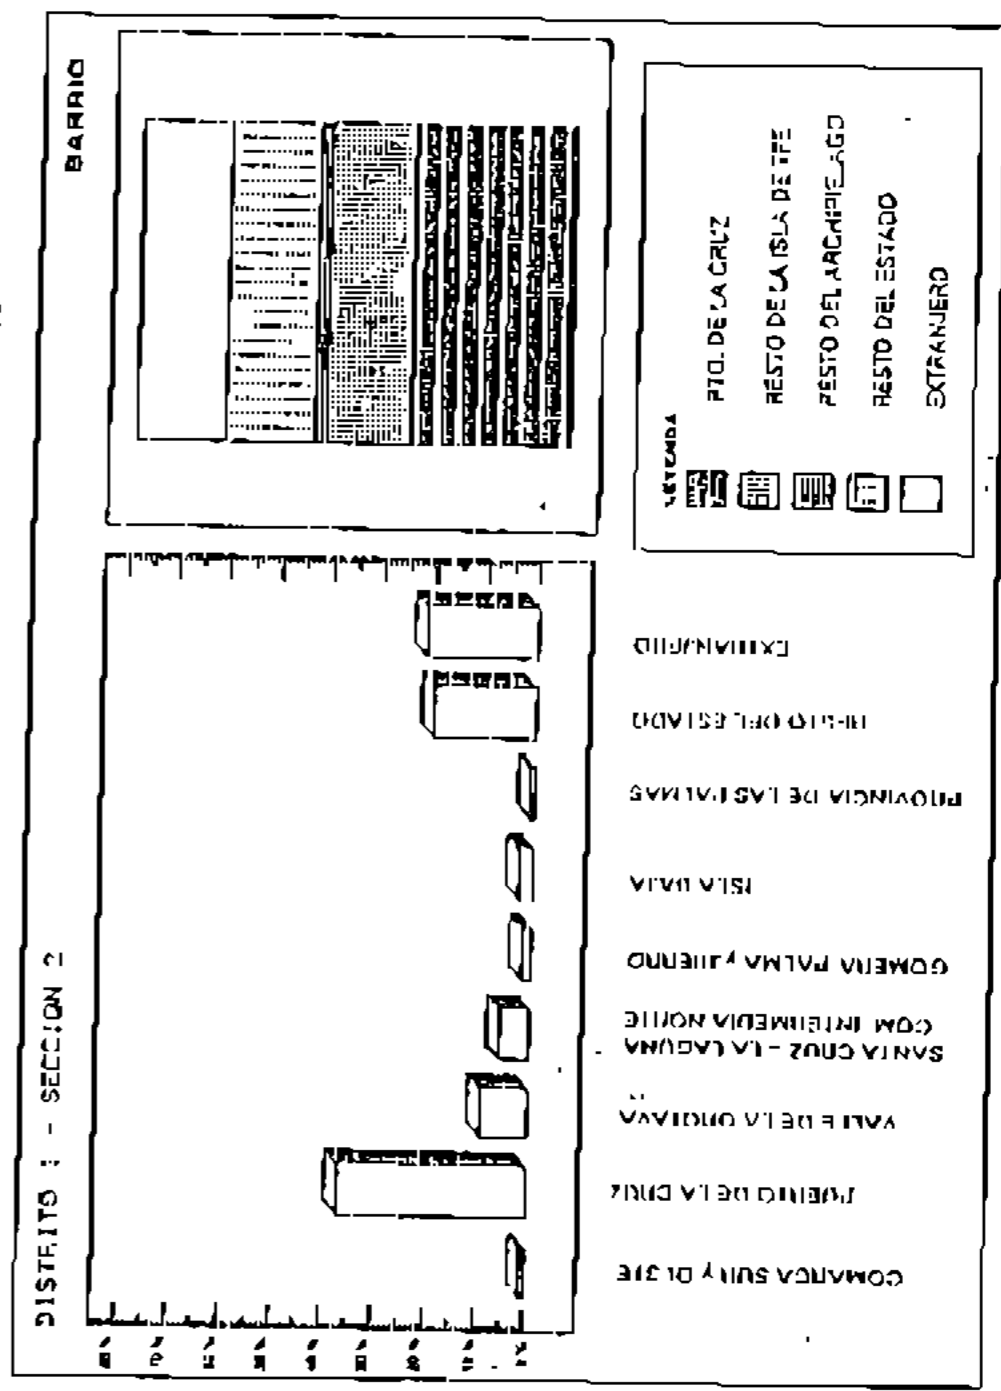 DISTRITO 1 - SECCION 2
BARRIO
COMARCA SUR y OESTE
PUERTO DE LA CRUZ
VALLE DE LA OROTAVA
SANTA CRUZ - LA LAGUNA
COM INTERMEDIA NORTE
GOMERA PALMA y HIERRO
ISLA BAJA
PROVINCIA DE LAS PALMAS
RESTO DEL ESTADO
EXTRANJERO
LEYENDA
PTO. DE LA CRUZ
RESTO DE LA ISLA DE TFE
RESTO DEL ARCHIPIELAGO
RESTO DEL ESTADO
EXTRANJERO